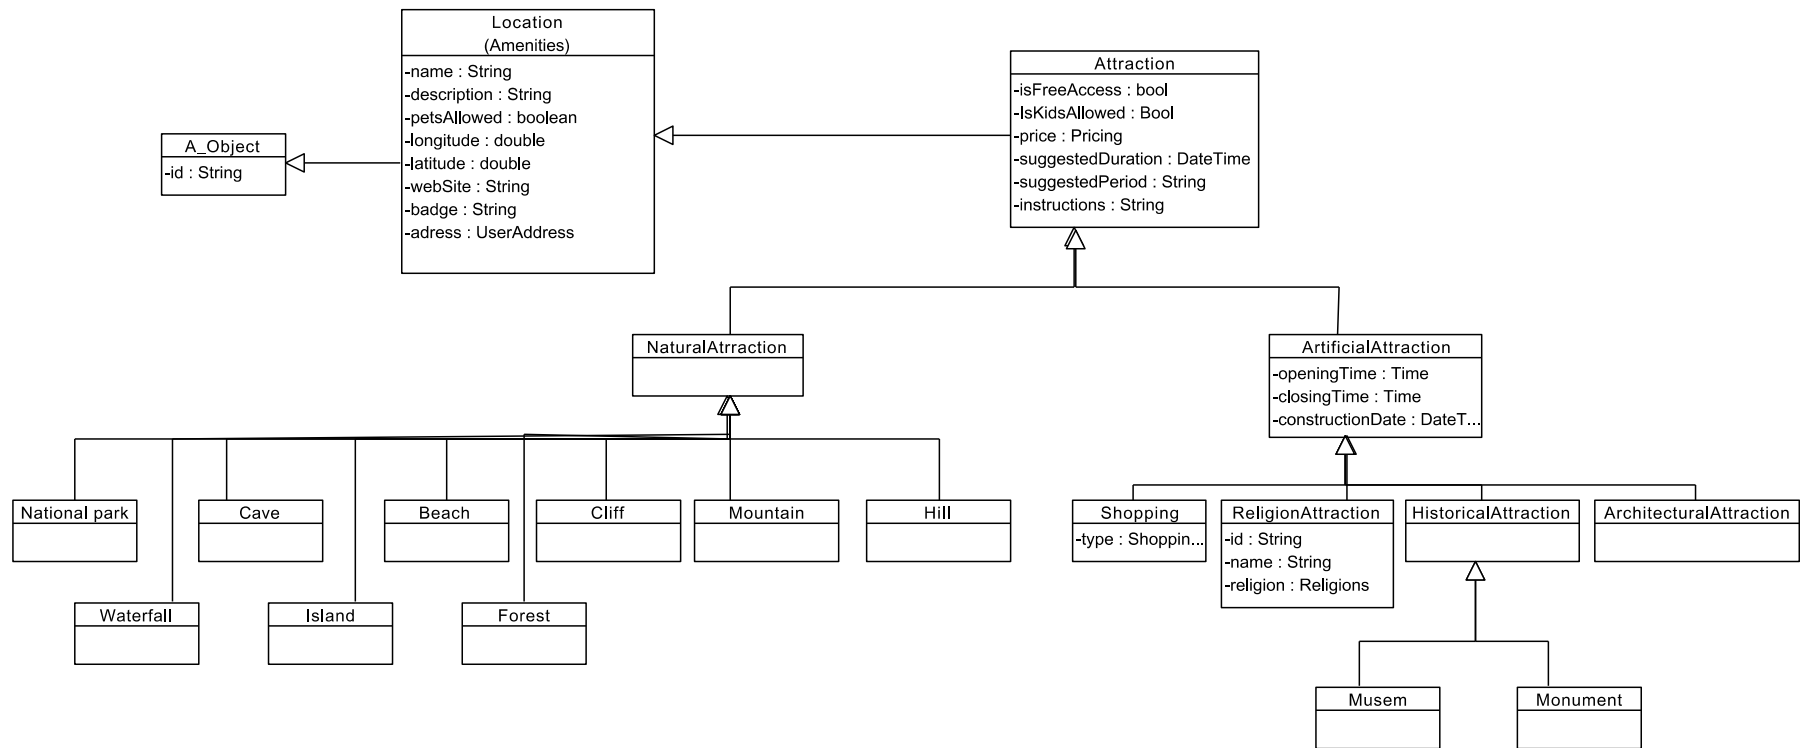 Location
(Amenities)
-name : String
-description : String
-petsAllowed : boolean
-longitude : double
-latitude : double
-webSite : String
-badge : String
-adress : UserAddress
Attraction
-isFreeAccess : bool
-IsKidsAllowed : Bool
-price : Pricing
-suggestedDuration : DateTime
-suggestedPeriod : String
-instructions : String
A_Object
-id : String
NaturalAtrraction
ArtificialAttraction
-openingTime : Time
-closingTime : Time
-constructionDate : DateT...
National park
Cave
Beach
Cliff
Mountain
Hill
Shopping
-type : Shoppin...
ReligionAttraction
-id : String
-name : String
-religion : Religions
HistoricalAttraction
ArchitecturalAttraction
Waterfall
Island
Forest
Musem
Monument